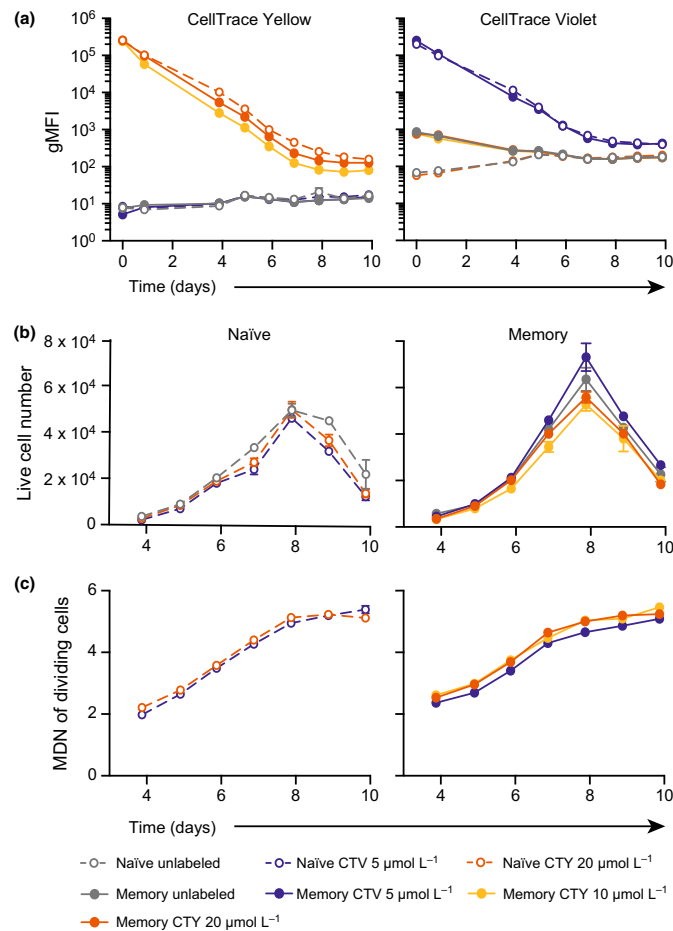 (a) CellTrace Yellow CellTrace Violet
10⁶
10⁵
10⁴
10³
10²
10¹
10⁰
gMFI
0 2 4 6 8 10 0 2 4 6 8 10
Time (days)
(b) Naïve Memory
8 x 10⁴
6 x 10⁴
4 x 10⁴
2 x 10⁴
0
Live cell number
4 6 8 10 4 6 8 10
(c)
6
4
2
0
MDN of dividing cells
4 6 8 10 4 6 8 10
Time (days)
Naïve unlabeled Naïve CTV 5 µmol L⁻¹ Naïve CTY 20 µmol L⁻¹
Memory unlabeled Memory CTV 5 µmol L⁻¹ Memory CTY 10 µmol L⁻¹
Memory CTY 20 µmol L⁻¹